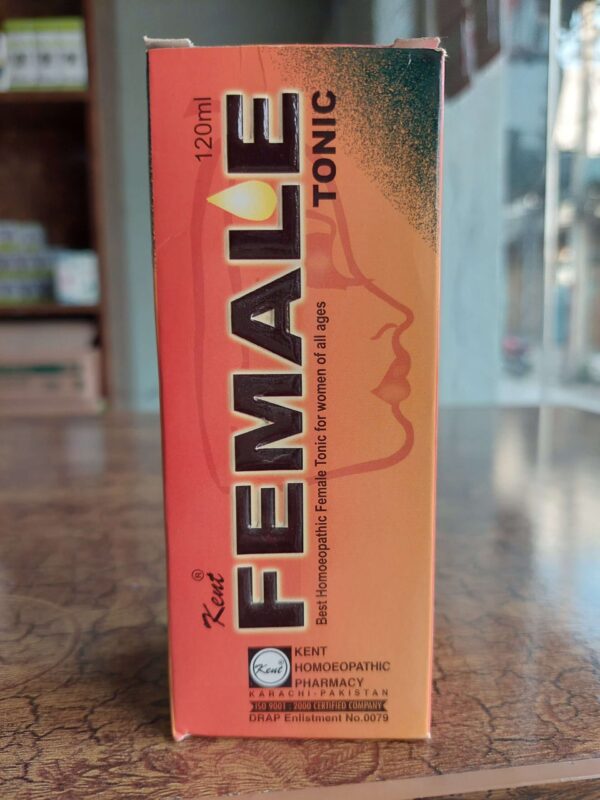 120ml
Kent®
FEMALE
TONIC
Best Homoeopathic Female Tonic for women of all ages
Kent®
KENT
HOMOEOPATHIC
PHARMACY
KARACHI-PAKISTAN
ISO 9001 : 2000 CERTIFIED COMPANY
DRAP Enlistment No.0079